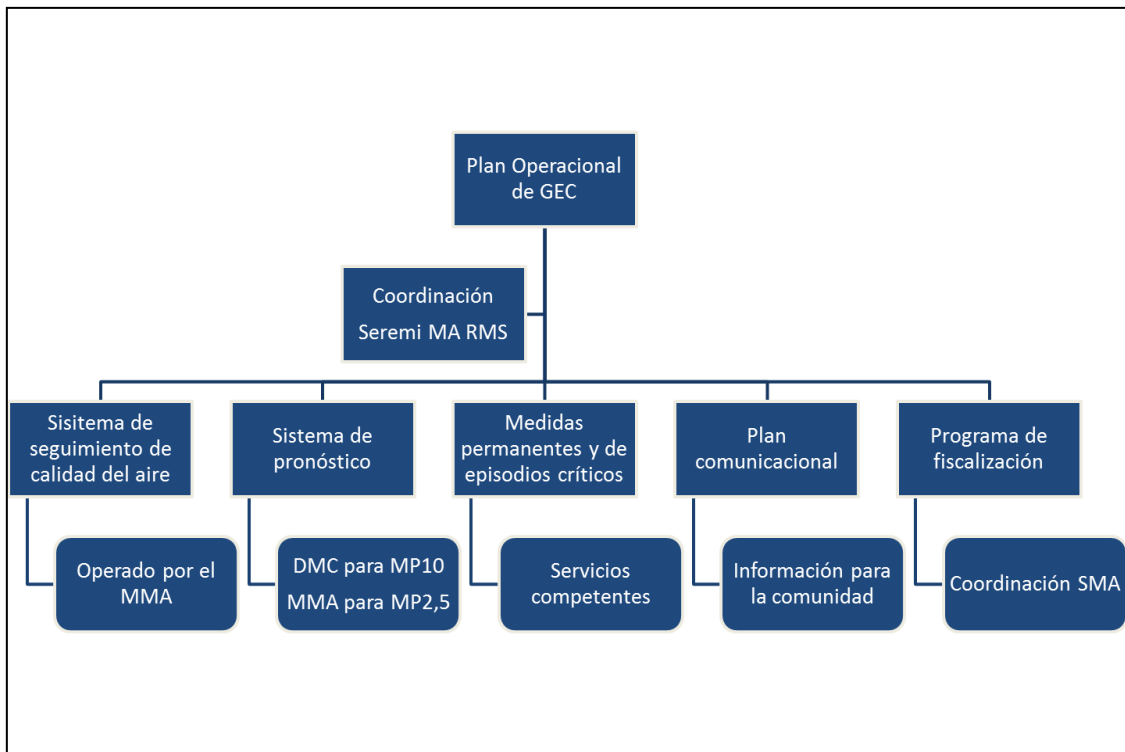 Plan Operacional
de GEC
Coordinación
Seremi MA RMS
Sisitema de
seguimiento de
calidad del aire
Sistema de
pronóstico
Medidas
permanentes y de
episodios críticos
Plan
comunicacional
Programa de
fiscalización
Operado por el
MMA
DMC para MP10
MMA para MP2,5
Servicios
competentes
Información para
la comunidad
Coordinación SMA